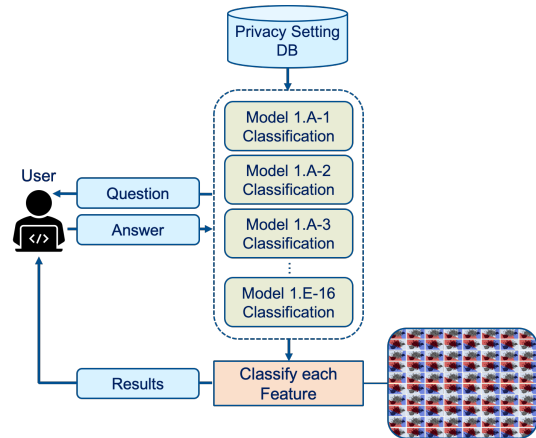 Privacy Setting
DB
Model 1.A-1
Classification
Model 1.A-2
Classification
Model 1.A-3
Classification
⋮
Model 1.E-16
Classification
User
Question
Answer
</>
Results
Classify each
Feature